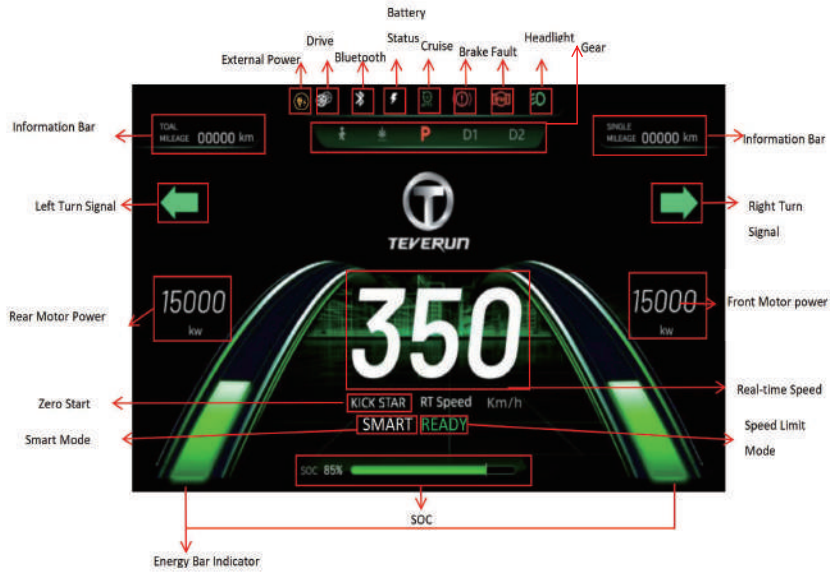 Battery
Drive Status Cruise Headlight
External Power Bluetooth Brake Fault Gear
Information Bar
TOAL
MILEAGE 00000 km
P D1 D2
SINGLE
MILEAGE 00000 km
Information Bar
Left Turn Signal
Right Turn
Signal
TEVERUN
15000
kw
350
15000
kw
Rear Motor Power
Front Motor power
Real-time Speed
Zero Start
KICK STAR RT Speed Km/h
Smart Mode
SMART READY
Speed Limit
Mode
SOC 85%
SOC
Energy Bar Indicator